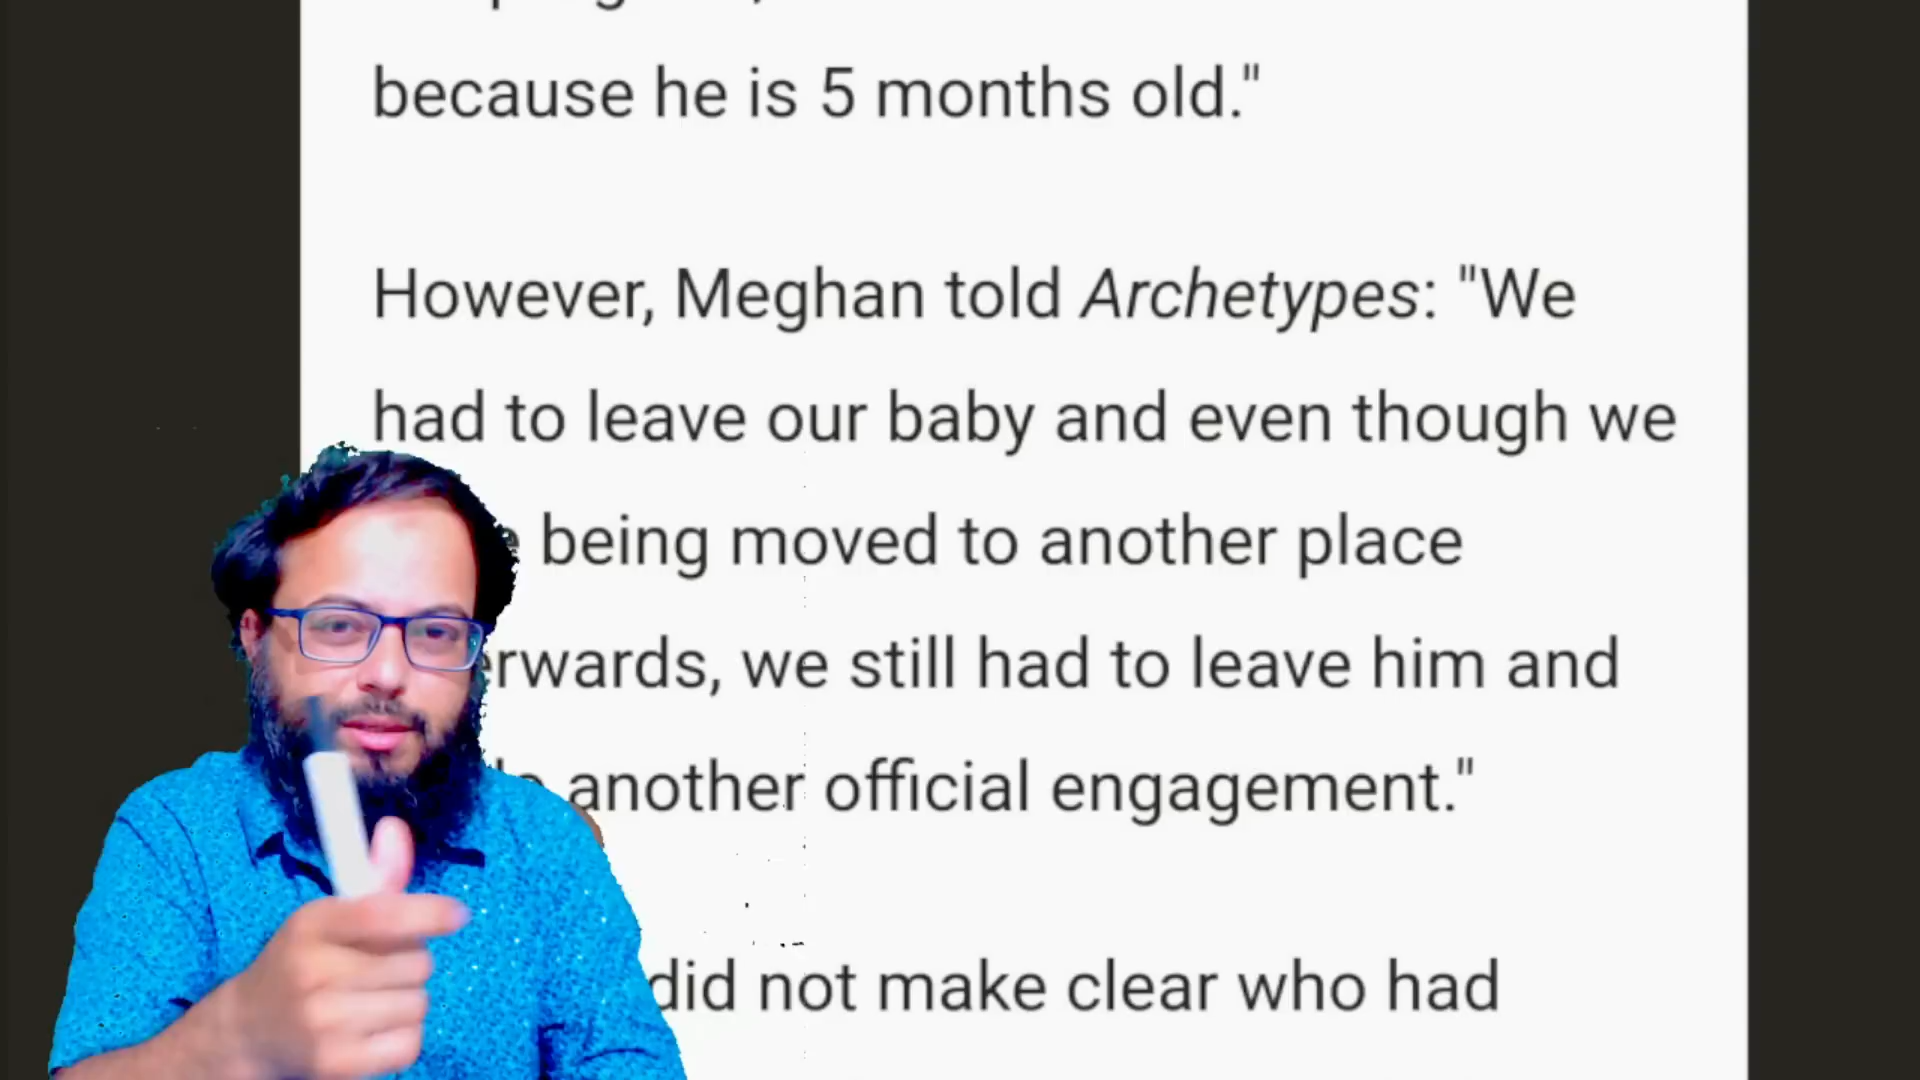 because he is 5 months old."
However, Meghan told Archetypes: "We
had to leave our baby and even though we
being moved to another place
erwards, we still had to leave him and
another official engagement."
did not make clear who had